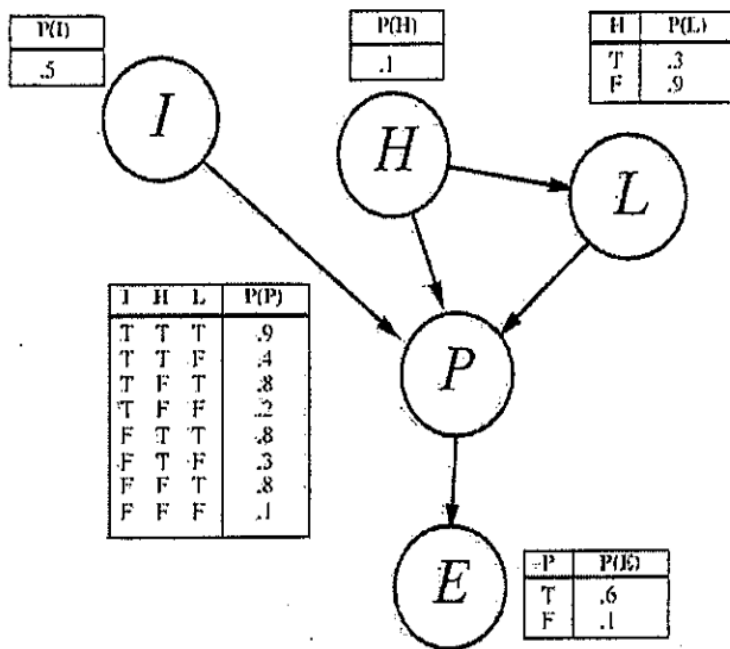 P(I)
.5
P(H)
.1
H P(L)
T .3
F .9
I
H
L
I H L P(P)
T T T .9
T T F .4
T F T .8
T F F .2
F T T .8
F T F .3
F F T .8
F F F .1
P
E
P P(E)
T .6
F .1